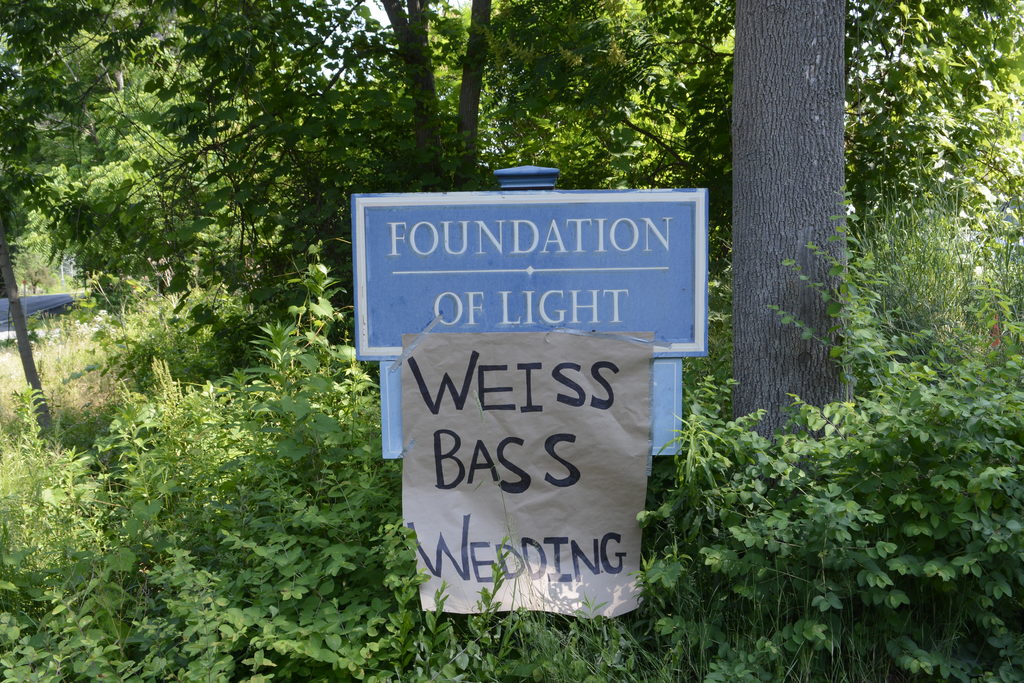 FOUNDATION
OF LIGHT
WEISS
BASS
WEDDING